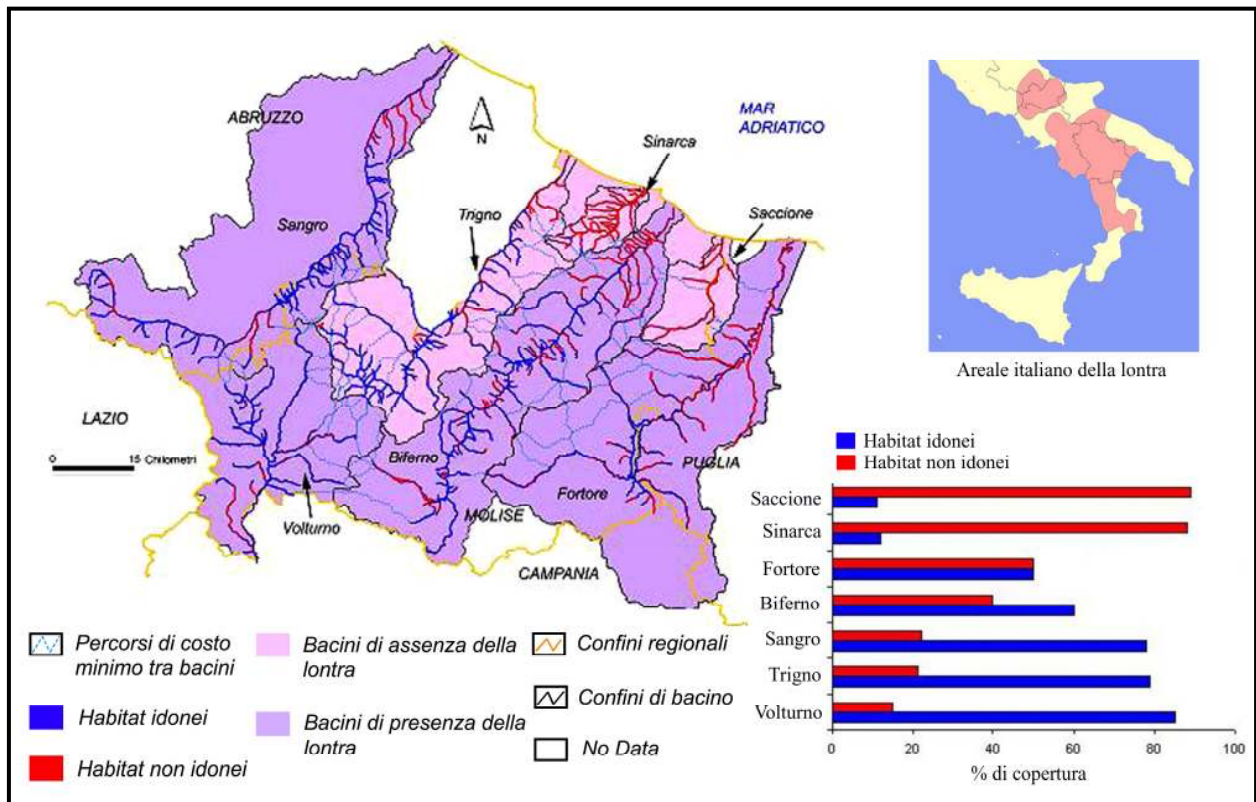 ABRUZZO
N
MAR
ADRIATICO
Sinarca
Trigno
Saccione
Sangro
LAZIO
0 15 Chilometri
Biferno
PUGLIA
Fortore
Volturno
MOLISE
CAMPANIA
Areale italiano della lontra
Percorsi di costo
minimo tra bacini
Habitat idonei
Habitat non idonei
Bacini di assenza della
lontra
Bacini di presenza della
lontra
Confini regionali
Confini di bacino
No Data
Habitat idonei
Habitat non idonei
Saccione
Sinarca
Fortore
Biferno
Sangro
Trigno
Volturno
0 20 40 60 80 100
% di copertura